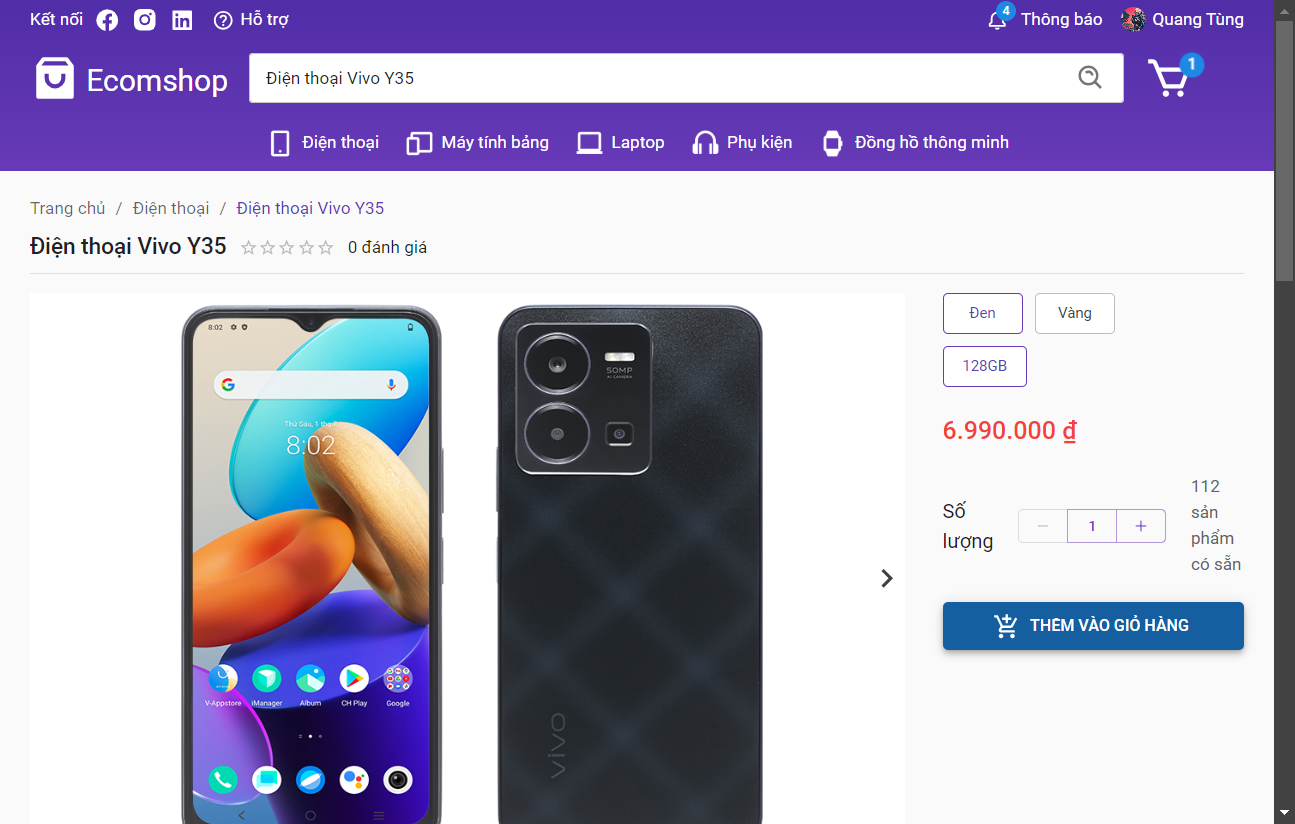 Kết nối Hỗ trợ 4 Thông báo Quang Tùng
Ecomshop Điện thoại Vivo Y35 1
Điện thoại Máy tính bảng Laptop Phụ kiện Đồng hồ thông minh
Trang chủ / Điện thoại / Điện thoại Vivo Y35
Điện thoại Vivo Y35 0 đánh giá
Đen Vàng
128GB
6.990.000 ₫
Số lượng
1
112 sản phẩm có sẵn
THÊM VÀO GIỎ HÀNG
8:02
8:02
V-Appstore iManager Album CH Play Google
50MP
AI CAMERA
vivo